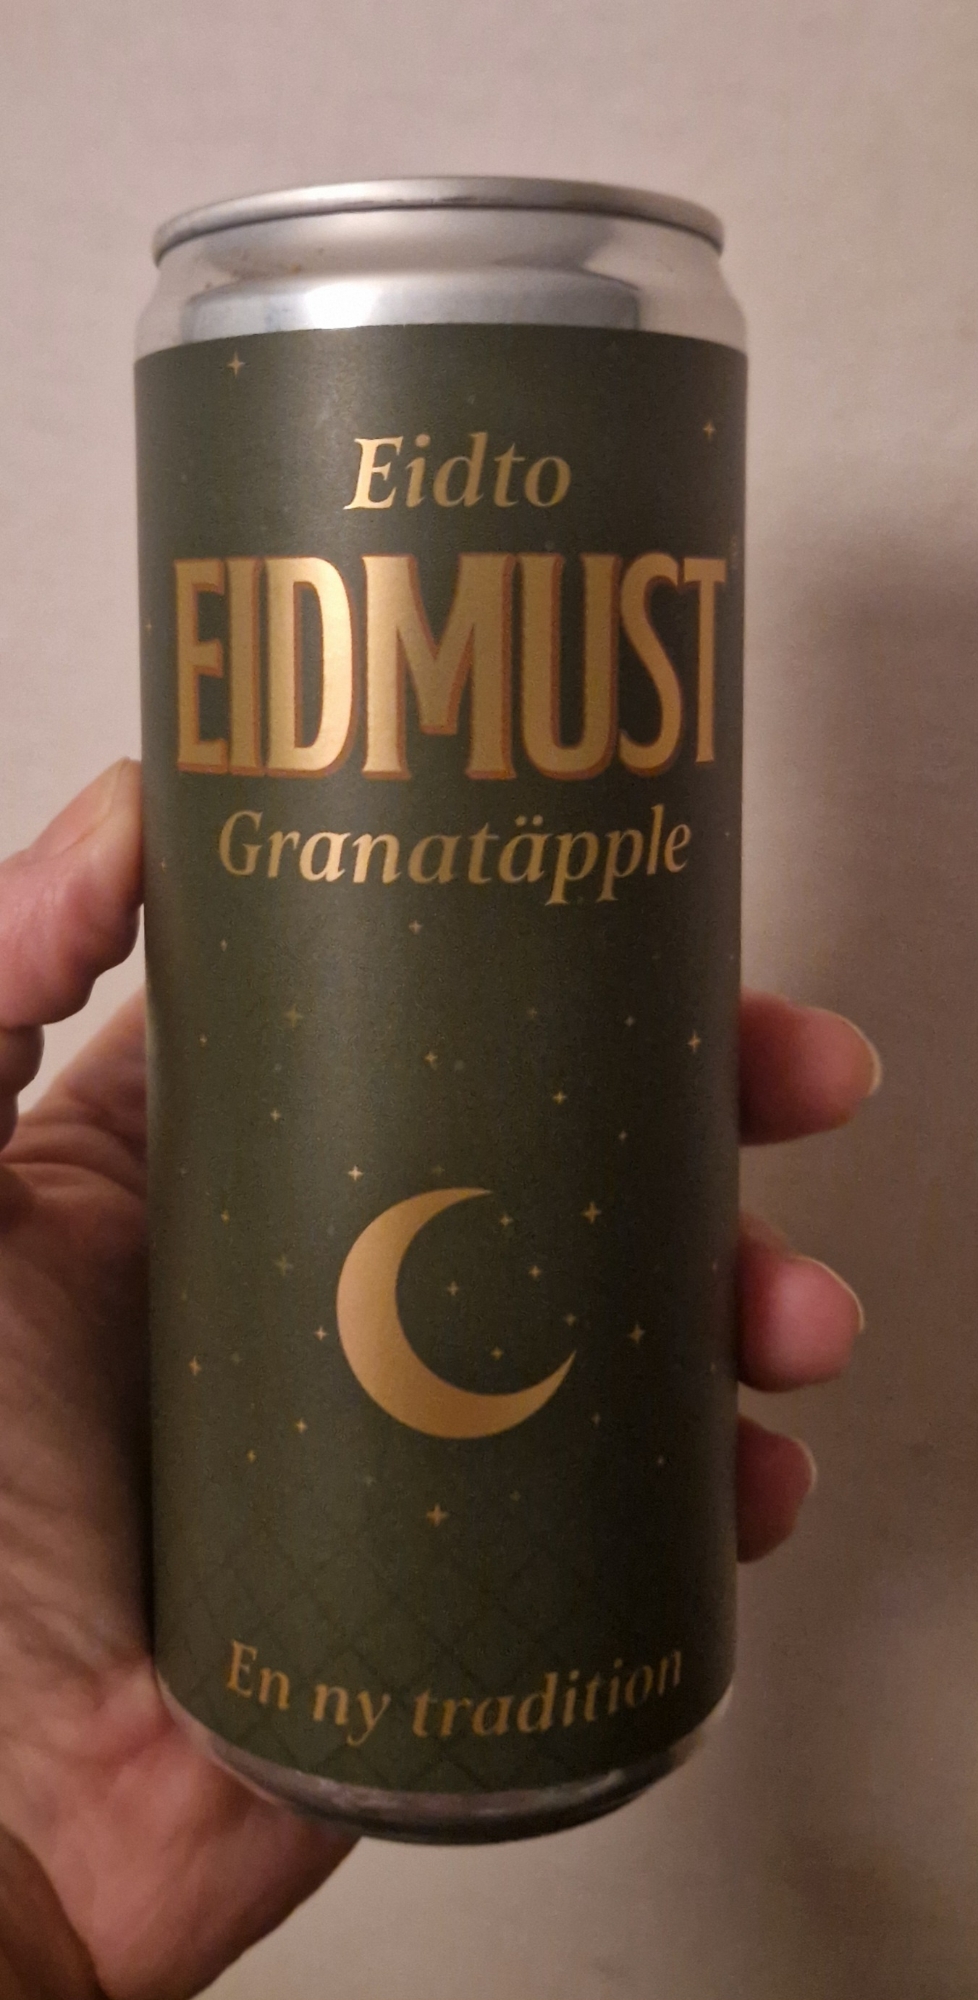 Eidto
EIDMUST
Granatäpple
En ny tradition